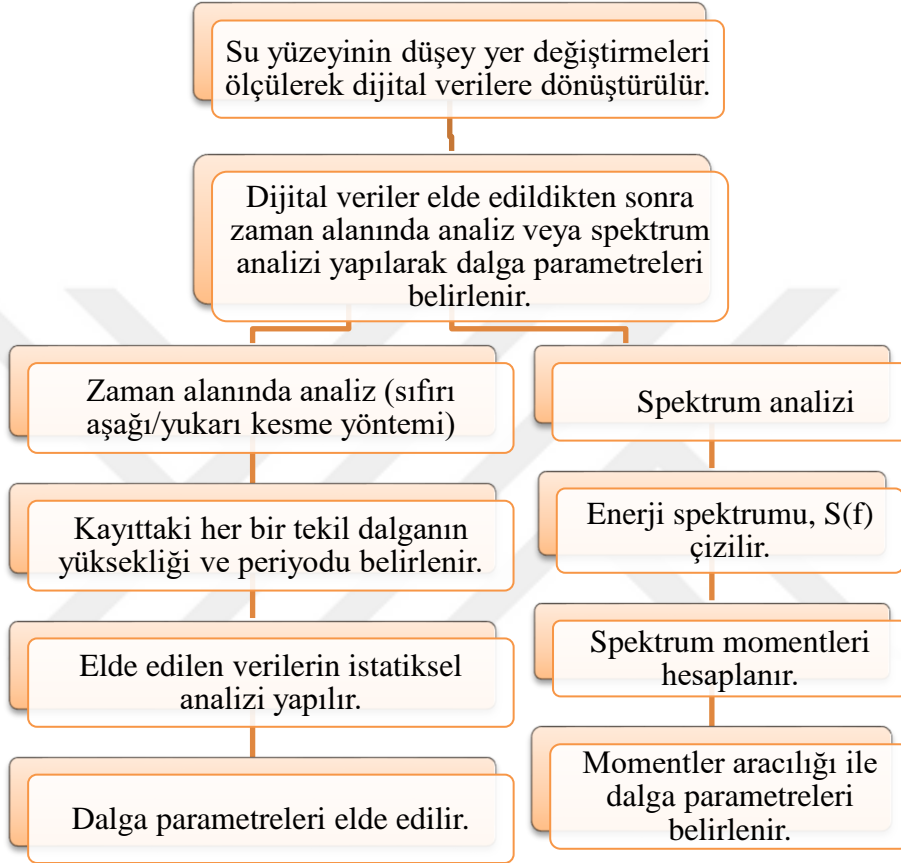 Su yüzeyinin düşey yer değiştirmeleri
ölçülerek dijital verilere dönüştürülür.
Dijital veriler elde edildikten sonra
zaman alanında analiz veya spektrum
analizi yapılarak dalga parametreleri
belirlenir.
Zaman alanında analiz (sıfırı
aşağı/yukarı kesme yöntemi)
Kayıttaki her bir tekil dalganın
yüksekliği ve periyodu belirlenir.
Elde edilen verilerin istatiksel
analizi yapılır.
Dalga parametreleri elde edilir.
Spektrum analizi
Enerji spektrumu, S(f)
çizilir.
Spektrum momentleri
hesaplanır.
Momentler aracılığı ile
dalga parametreleri
belirlenir.